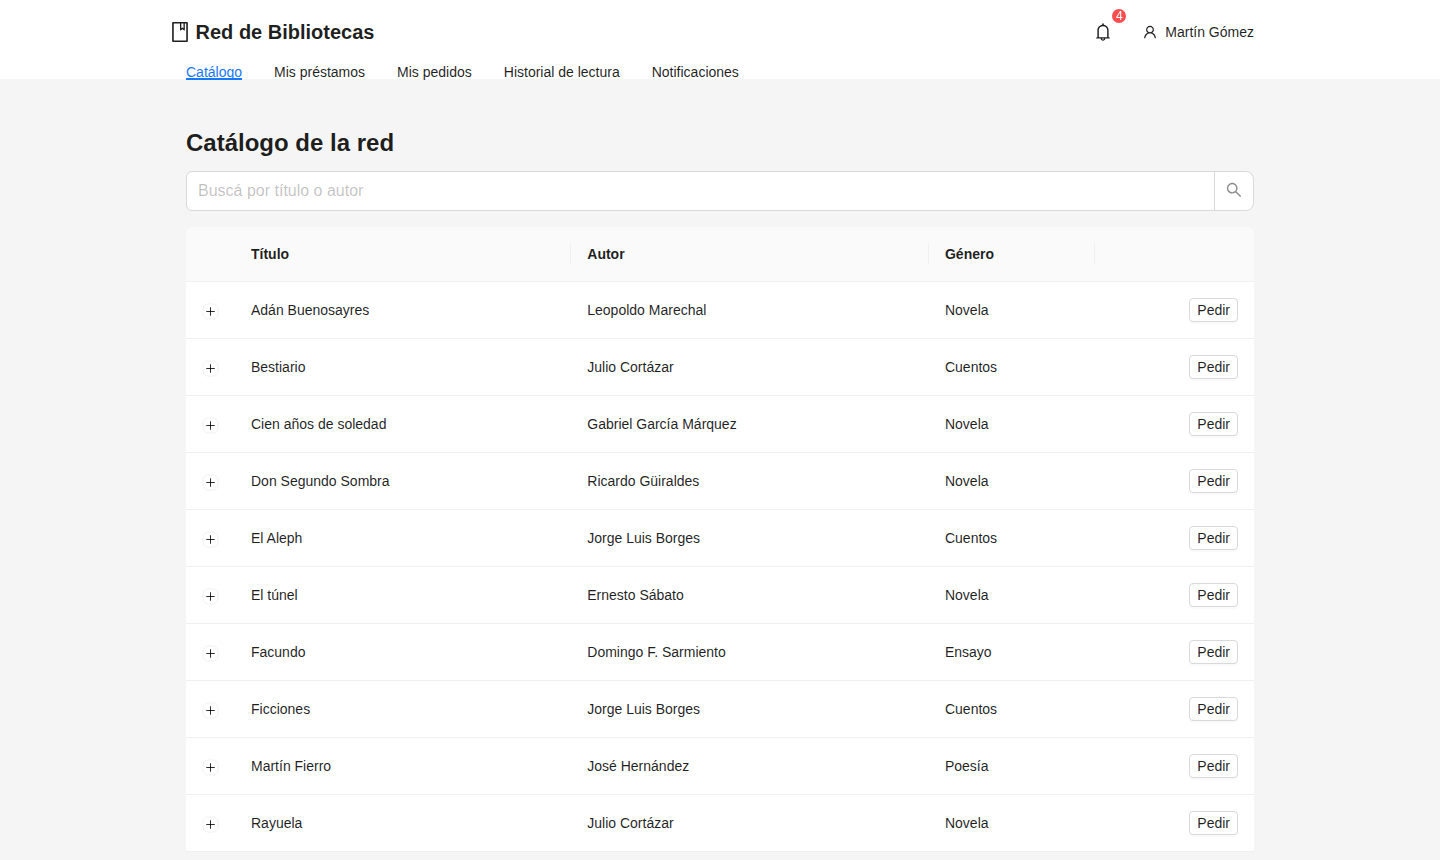 Red de Bibliotecas
4
Martín Gómez
Catálogo Mis préstamos Mis pedidos Historial de lectura Notificaciones
Catálogo de la red
Buscá por título o autor
Título Autor Género
Adán Buenosayres Leopoldo Marechal Novela Pedir
Bestiario Julio Cortázar Cuentos Pedir
Cien años de soledad Gabriel García Márquez Novela Pedir
Don Segundo Sombra Ricardo Güiraldes Novela Pedir
El Aleph Jorge Luis Borges Cuentos Pedir
El túnel Ernesto Sábato Novela Pedir
Facundo Domingo F. Sarmiento Ensayo Pedir
Ficciones Jorge Luis Borges Cuentos Pedir
Martín Fierro José Hernández Poesía Pedir
Rayuela Julio Cortázar Novela Pedir